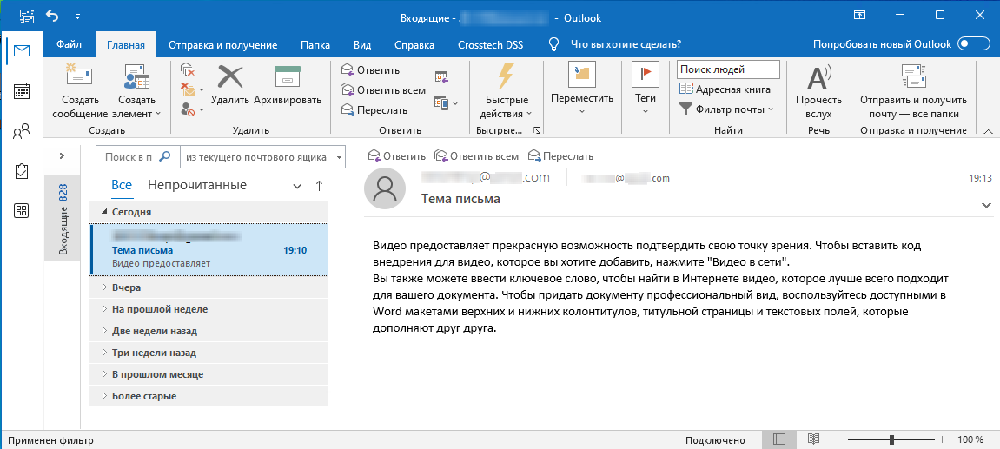 Входящие - - Outlook
Файл Главная Отправка и получение Папка Вид Справка Crosstech DSS Что вы хотите сделать? Попробовать новый Outlook
Создать сообщение
Создать элемент
Создать
Удалить
Архивировать
Удалить
Ответить
Ответить всем
Переслать
Ответить
Быстрые действия
Быстрые...
Переместить
Теги
Поиск людей
Адресная книга
Фильтр почты
Найти
Прочесть вслух
Речь
Отправить и получить почту — все папки
Отправка и получение
Входящие 828
Поиск в п из текущего почтового ящика
Все Непрочитанные
Сегодня
Тема письма 19:10
Видео предоставляет
Вчера
На прошлой неделе
Две недели назад
Три недели назад
В прошлом месяце
Более старые
Ответить Ответить всем Переслать
@ .com @ .com 19:13
Тема письма
Видео предоставляет прекрасную возможность подтвердить свою точку зрения. Чтобы вставить код
внедрения для видео, которое вы хотите добавить, нажмите "Видео в сети".
Вы также можете ввести ключевое слово, чтобы найти в Интернете видео, которое лучше всего подходит
для вашего документа. Чтобы придать документу профессиональный вид, воспользуйтесь доступными в
Word макетами верхних и нижних колонтитулов, титульной страницы и текстовых полей, которые
дополняют друг друга.
Применен фильтр Подключено 100 %